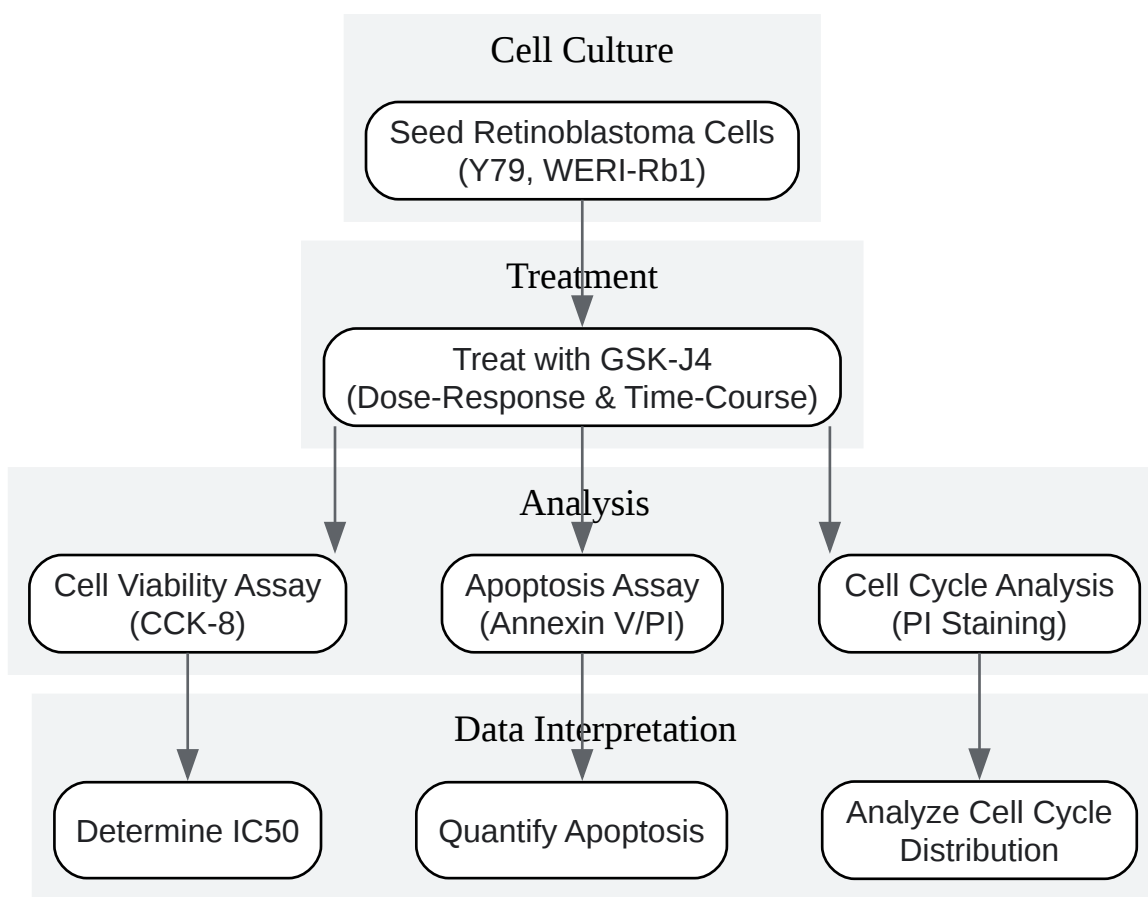 Cell Culture
Seed Retinoblastoma Cells
(Y79, WERI-Rb1)
Treatment
Treat with GSK-J4
(Dose-Response & Time-Course)
Analysis
Cell Viability Assay
(CCK-8)
Apoptosis Assay
(Annexin V/PI)
Cell Cycle Analysis
(PI Staining)
Data Interpretation
Determine IC50
Quantify Apoptosis
Analyze Cell Cycle
Distribution